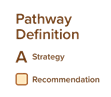 Pathway
Definition
A Strategy
Recommendation